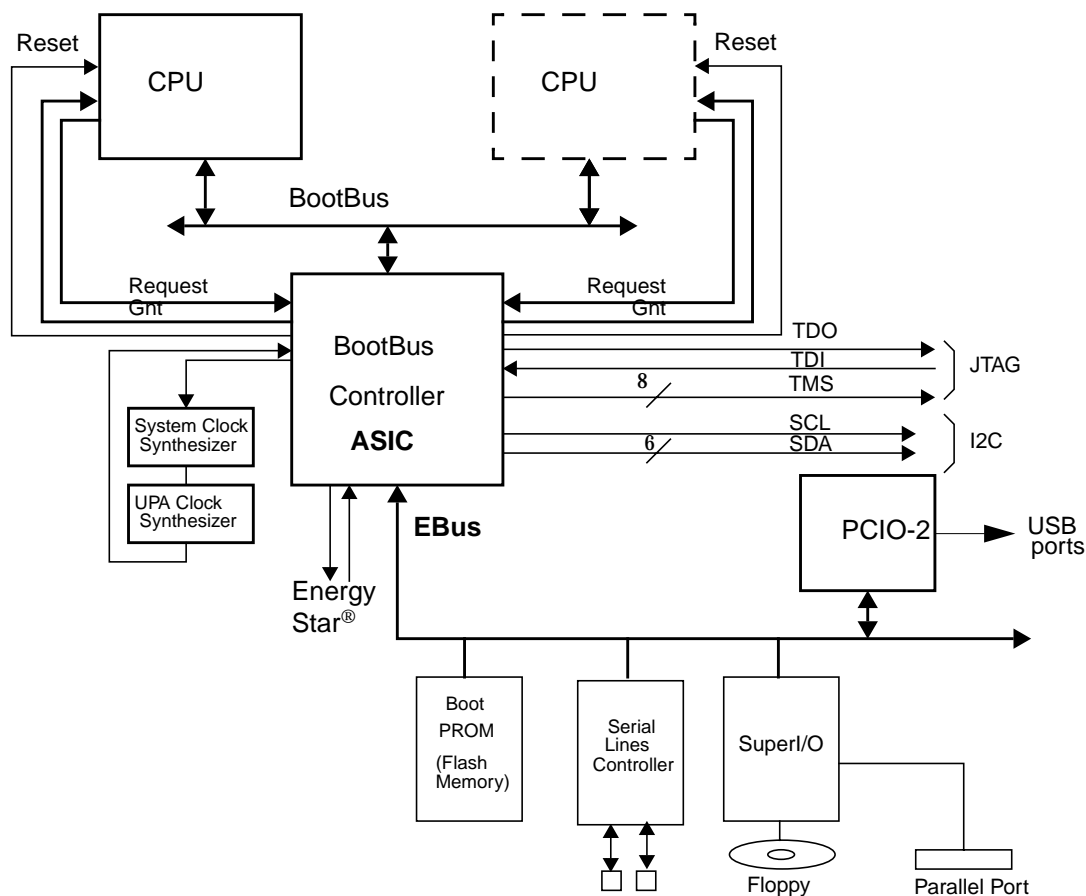 Reset
Reset
CPU
CPU
BootBus
Request
Gnt
Request
Gnt
BootBus
Controller
ASIC
TDO
TDI
8
TMS
JTAG
SCL
6
SDA
I2C
System Clock
Synthesizer
UPA Clock
Synthesizer
EBus
Energy
Star®
PCIO-2
USB
ports
Boot
PROM
(Flash
Memory)
Serial
Lines
Controller
SuperI/O
Floppy
Parallel Port